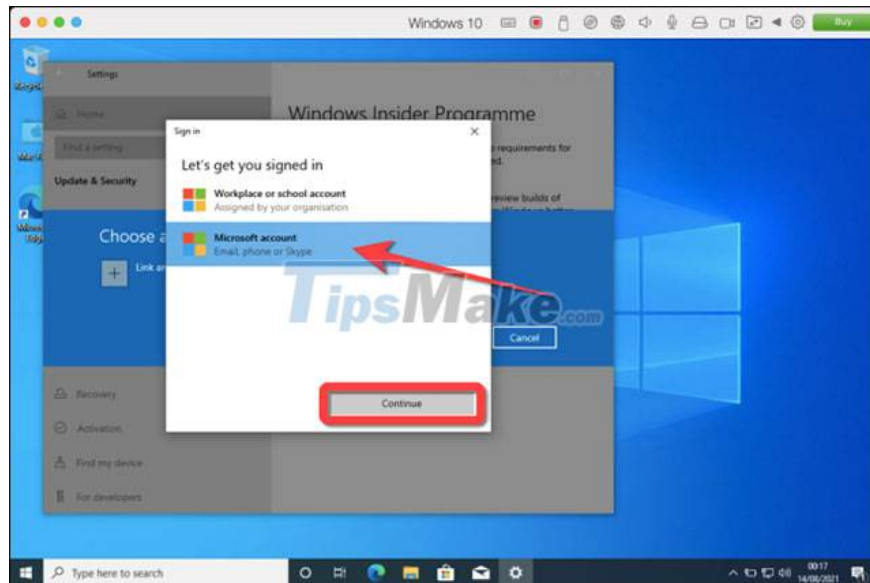 Windows 10
Buy
Settings
Home
Windows Insider Programme
Sign in
Find a setting
requirements for
Let's get you signed in
Update & Security
Workplace or school account
Assigned by your organisation
review builds of
Choose a
Microsoft account
Email, phone or Skype
Link an
TipsMake.com
Cancel
Recovery
Continue
Activation
Find my device
For developers
Type here to search
00:17
14/08/2021